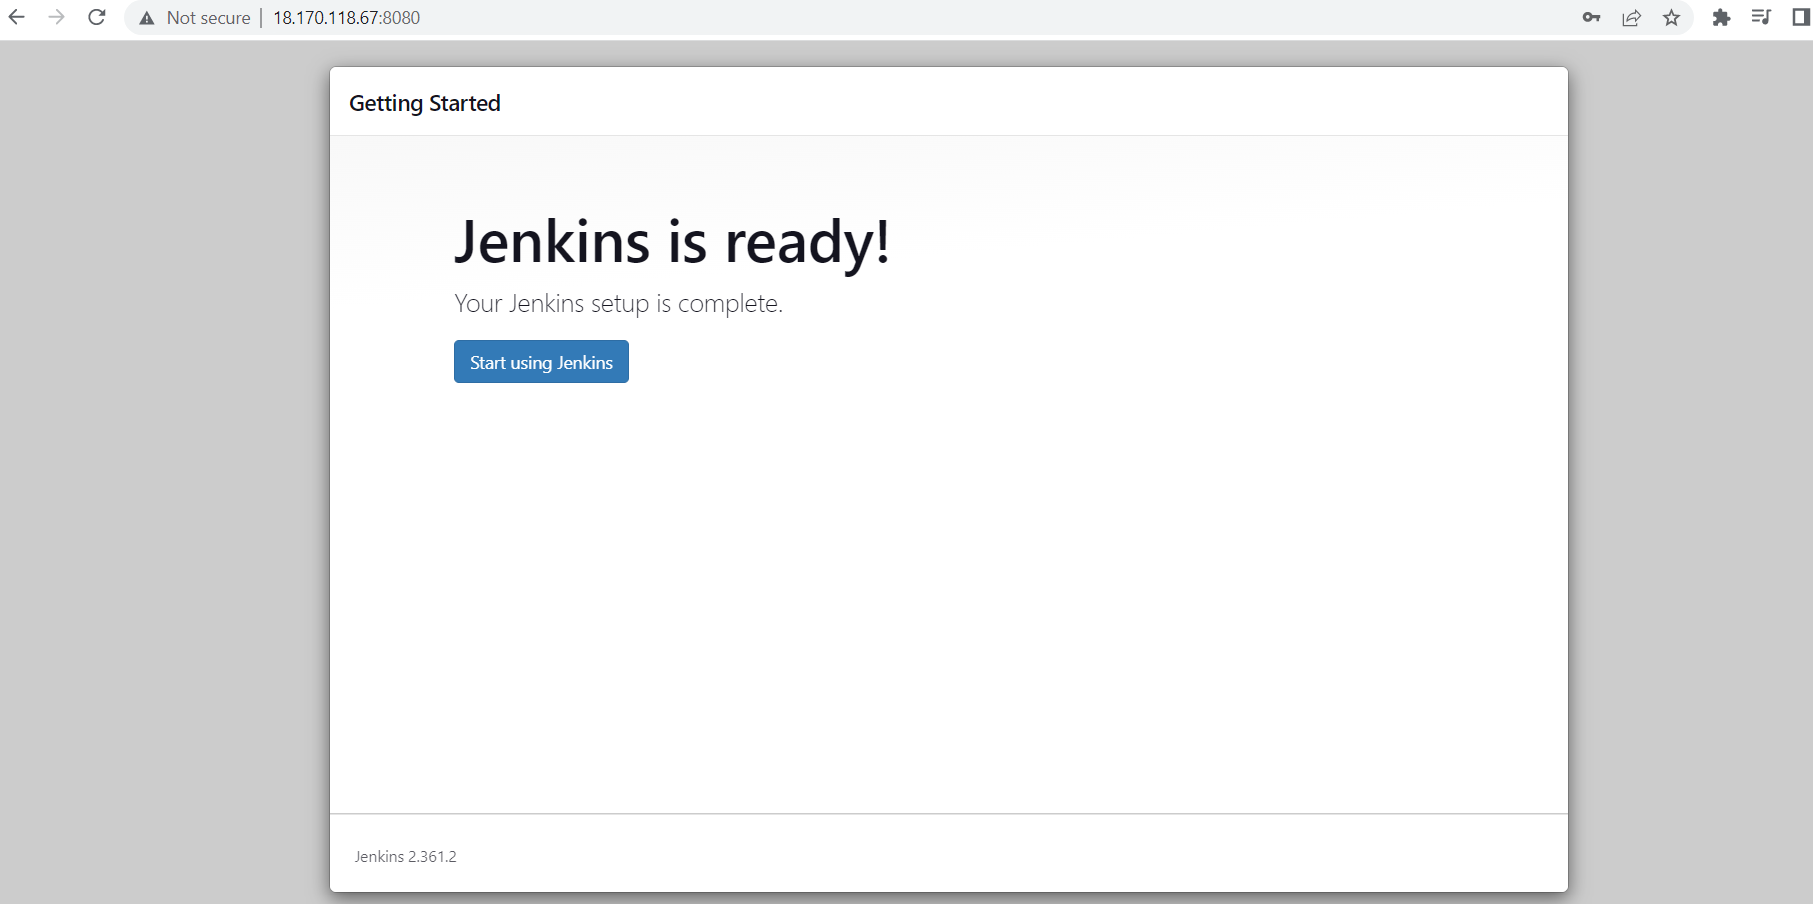 Not secure | 18.170.118.67:8080
Getting Started
Jenkins is ready!
Your Jenkins setup is complete.
Start using Jenkins
Jenkins 2.361.2